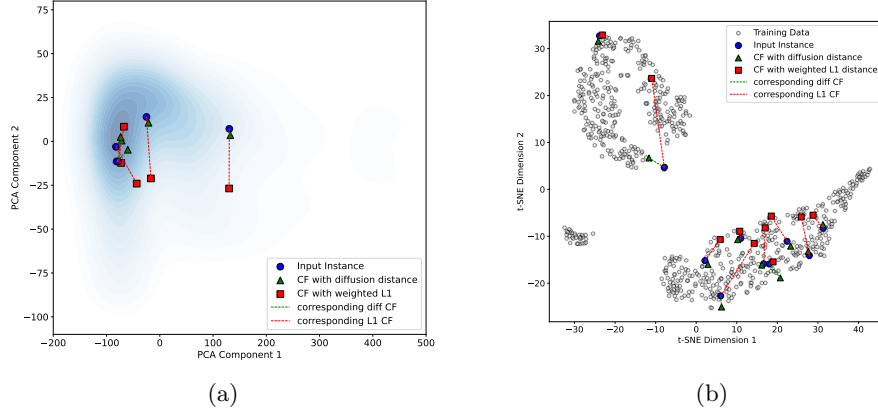 75
50
25
0
−25
−50
−75
−100
PCA Component 2
−200
−100
0
100
200
300
400
500
PCA Component 1
Input Instance
CF with diffusion distance
CF with weighted L1
corresponding diff CF
corresponding L1 CF
(a)
30
20
10
0
−10
−20
t-SNE Dimension 2
−30
−20
−10
0
10
20
30
40
t-SNE Dimension 1
Training Data
Input Instance
CF with diffusion distance
CF with weighted L1 distance
corresponding diff CF
corresponding L1 CF
(b)